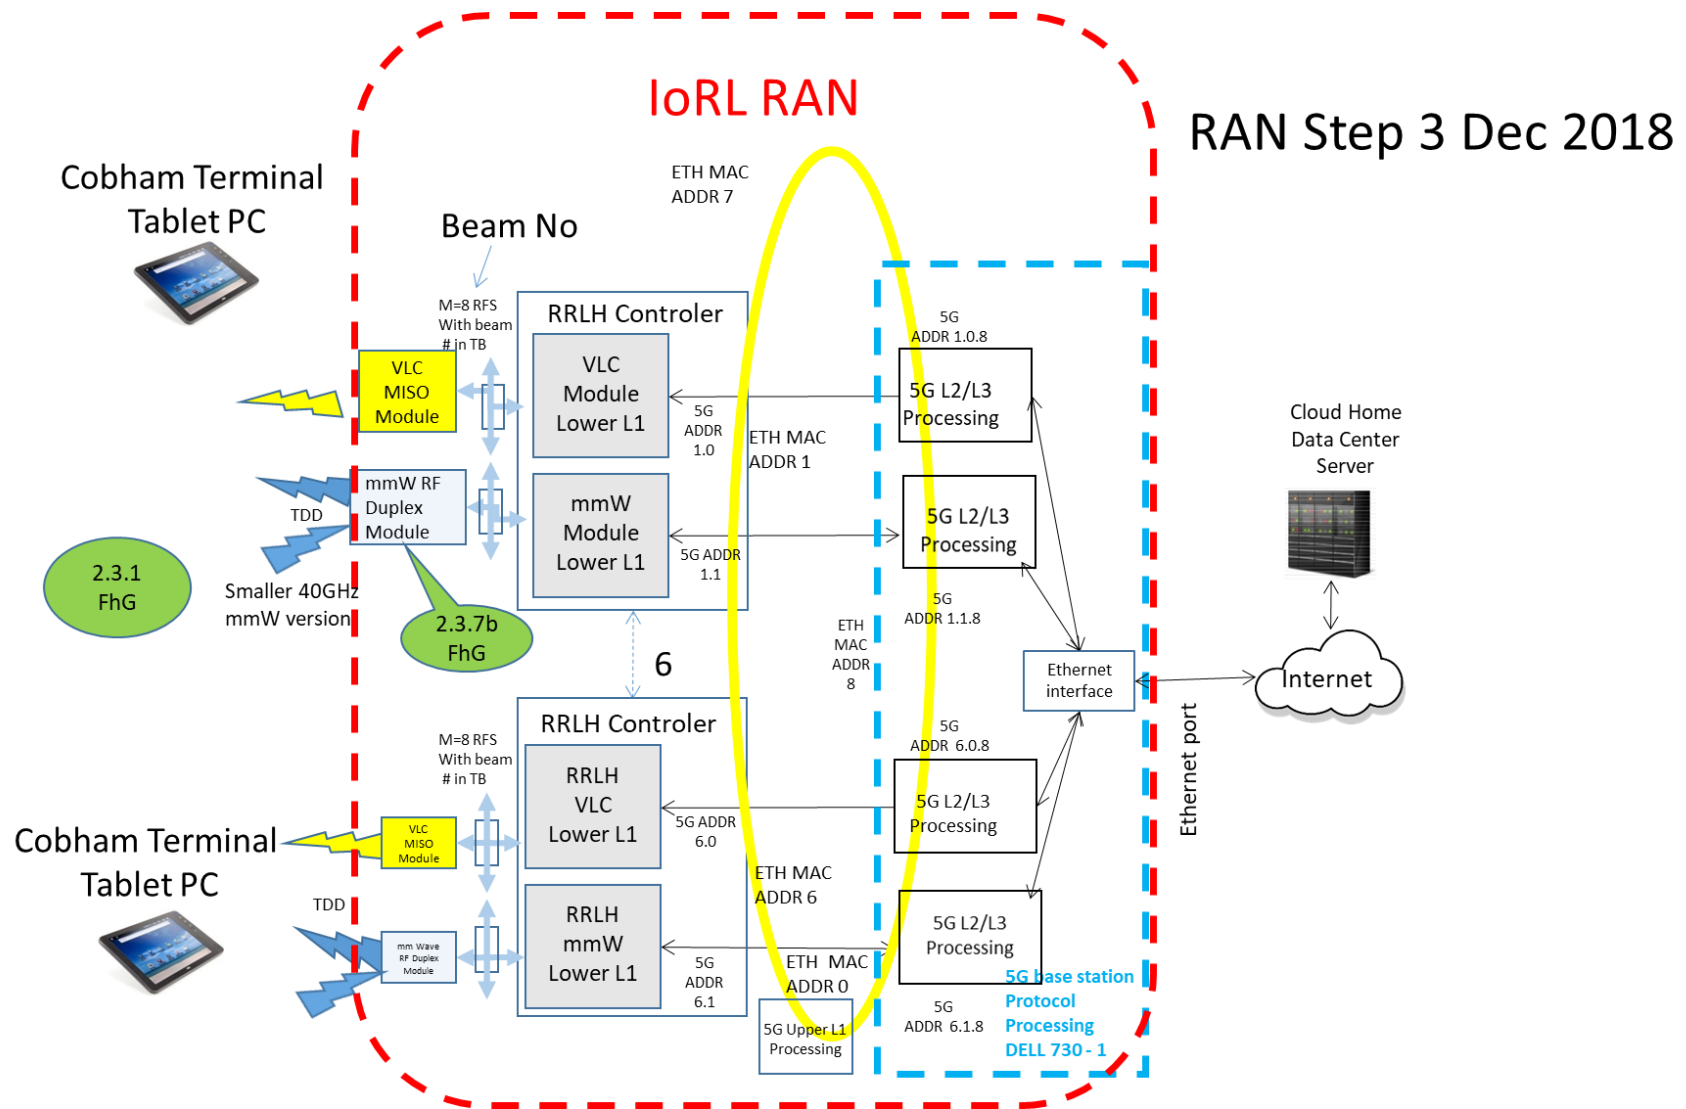 IoRL RAN
RAN Step 3 Dec 2018
Cobham Terminal
Tablet PC
ETH MAC
ADDR 7
Beam No
M=8 RFS
With beam
# in TB
RRLH Controler
VLC
Module
Lower L1
mmW
Module
Lower L1
VLC
MISO
Module
mmW RF
Duplex
Module
TDD
Smaller 40GHz
mmW version
2.3.1
FhG
2.3.7b
FhG
5G
ADDR
1.0
5G ADDR
1.1
ETH MAC
ADDR 1
5G
ADDR 1.0.8
5G L2/L3
Processing
5G L2/L3
Processing
5G
ADDR 1.1.8
ETH
MAC
ADDR
8
6
Ethernet
interface
Ethernet port
Internet
Cloud Home
Data Center
Server
RRLH Controler
M=8 RFS
With beam
# in TB
RRLH
VLC
Lower L1
RRLH
mmW
Lower L1
VLC
MISO
Module
mm Wave
RF Duplex
Module
TDD
Cobham Terminal
Tablet PC
5G ADDR
6.0
5G
ADDR
6.1
ETH MAC
ADDR 6
ETH  MAC
ADDR 0
5G Upper L1
Processing
5G
ADDR  6.0.8
5G L2/L3
Processing
5G L2/L3
Processing
5G
ADDR  6.1.8
5G base station
Protocol
Processing
DELL 730 - 1